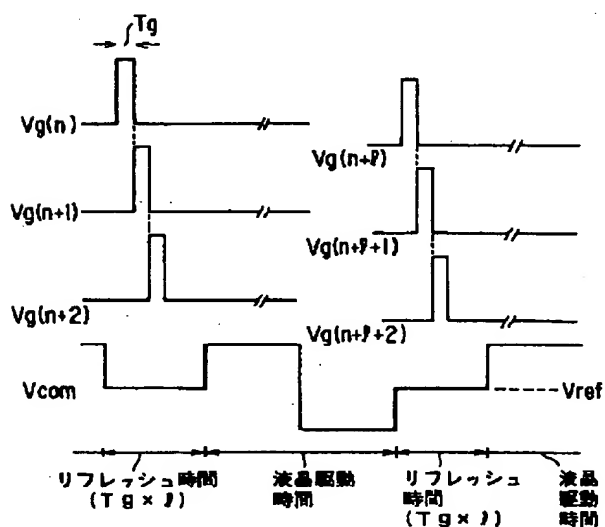 Tg
Vg(n)
Vg(n+1)
Vg(n+2)
Vg(n+ℓ)
Vg(n+ℓ+1)
Vg(n+ℓ+2)
Vcom
Vref
リフレッシュ時間
(Tg×ℓ)
液晶駆動
時間
リフレッシュ
時間
(Tg×ℓ)
液晶
駆動
時間